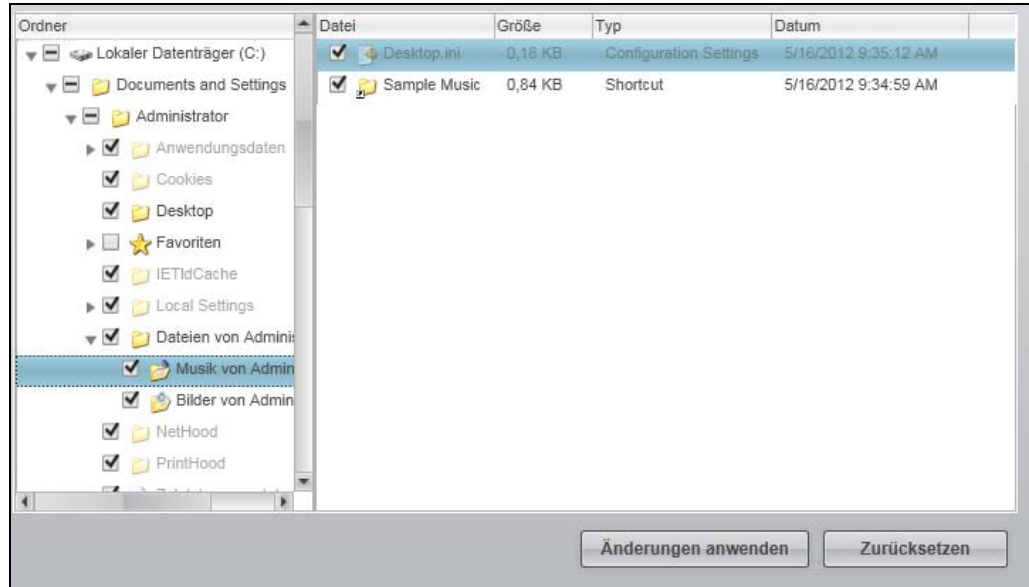 Ordner
Lokaler Datenträger (C:)
Documents and Settings
Administrator
Anwendungsdaten
Cookies
Desktop
Favoriten
IETldCache
Local Settings
Dateien von Adminis
Musik von Admin
Bilder von Admin
NetHood
PrintHood
Datei Größe Typ Datum
Desktop.ini 0,16 KB Configuration Settings 5/16/2012 9:35:12 AM
Sample Music 0,84 KB Shortcut 5/16/2012 9:34:59 AM
Änderungen anwenden
Zurücksetzen